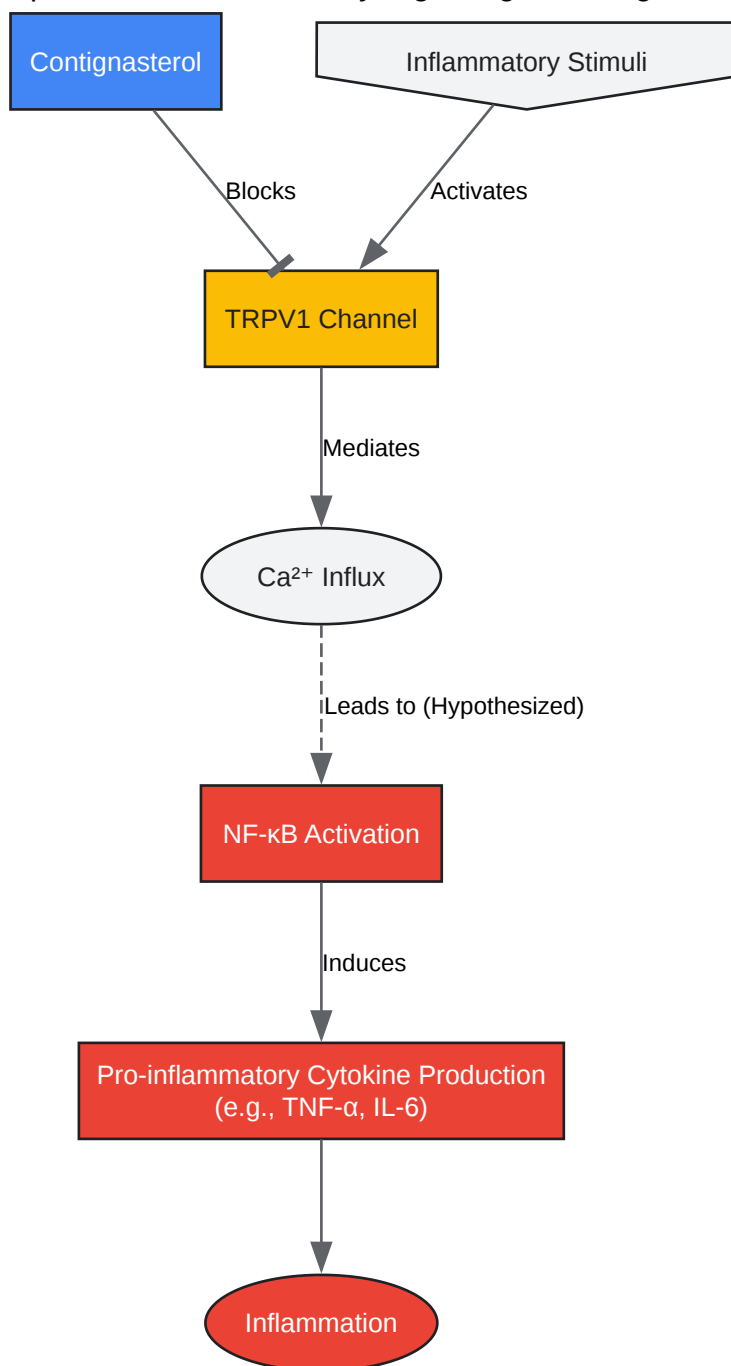 Contignasterol
Inflammatory Stimuli
Blocks
Activates
TRPV1 Channel
Mediates
Ca²⁺ Influx
Leads to (Hypothesized)
NF-κB Activation
Induces
Pro-inflammatory Cytokine Production
(e.g., TNF-α, IL-6)
Inflammation